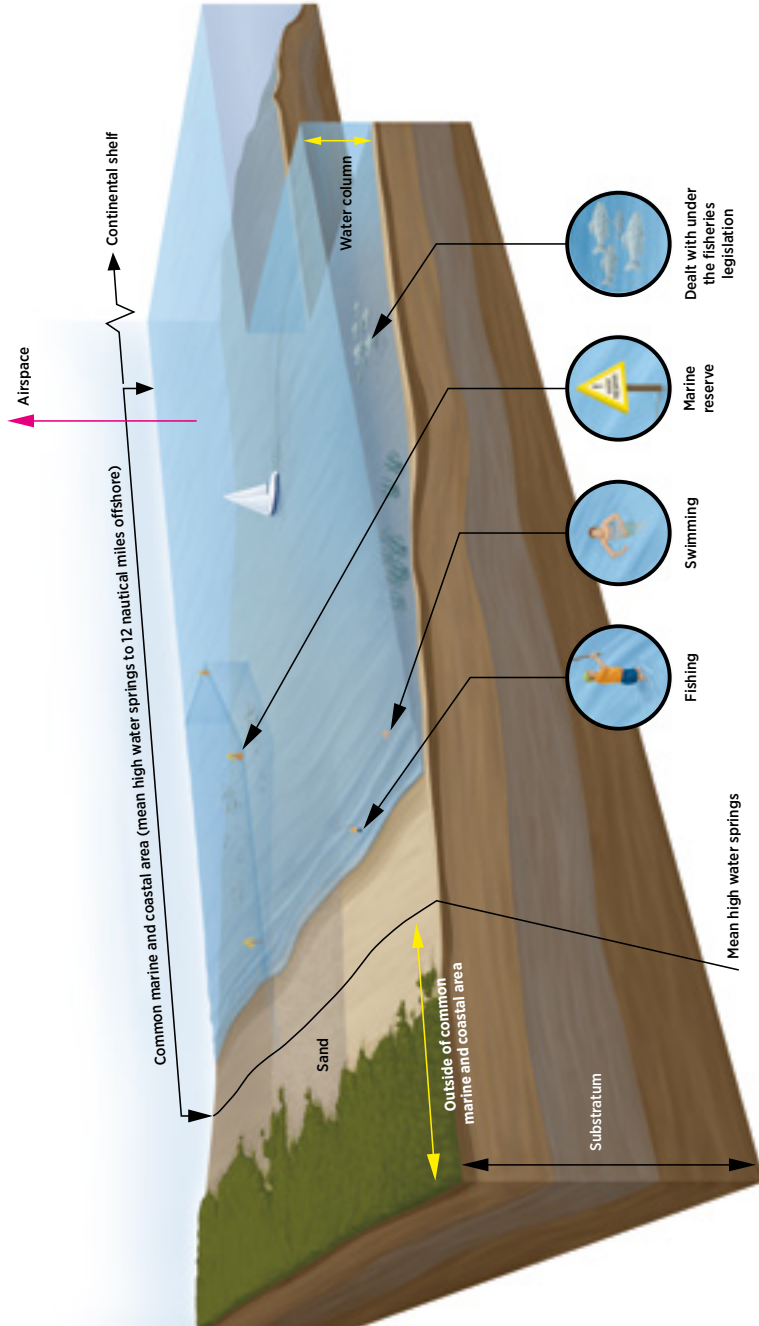 Airspace
Common marine and coastal area (mean high water springs to 12 nautical miles offshore)
Continental shelf
Water column
Sand
Outside of common
marine and coastal area
Substratum
Mean high water springs
Fishing
Swimming
Marine
reserve
Dealt with under
the fisheries
legislation